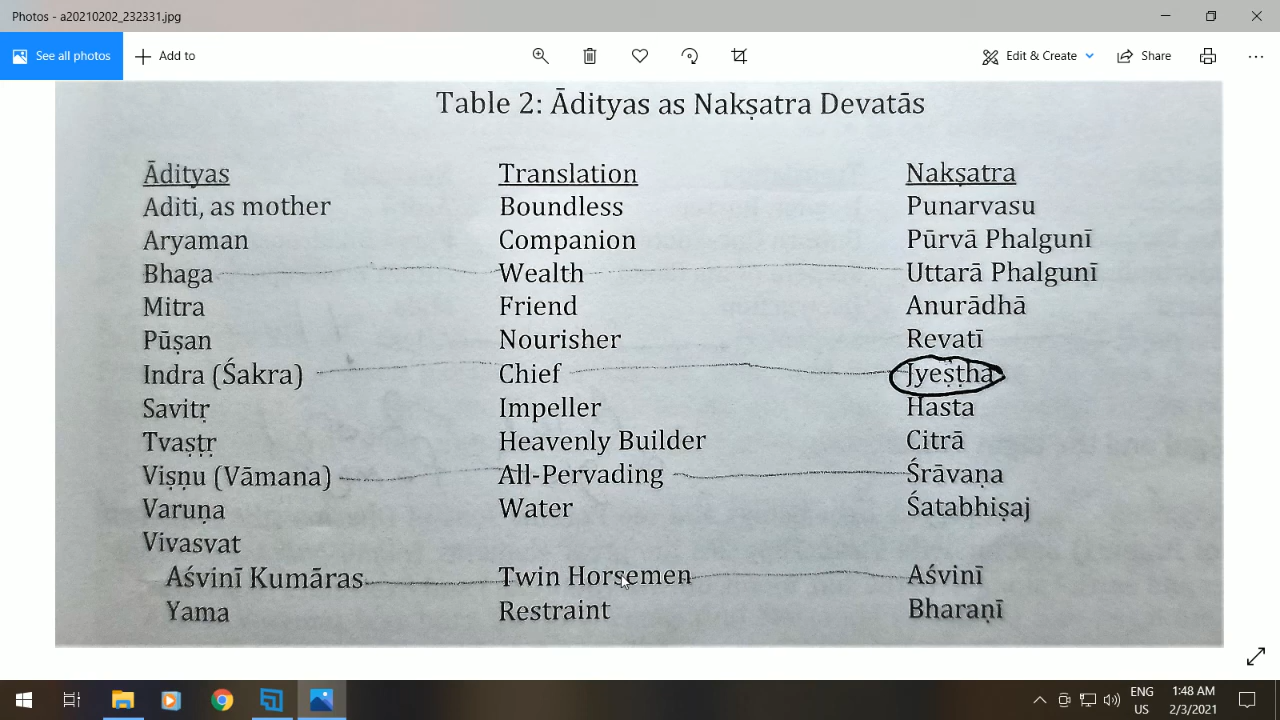 Photos - a20210202_232331.jpg
See all photos
Add to
Edit & Create
Share
Table 2: Ādityas as Nakṣatra Devatās
Ādityas Translation Nakṣatra
Aditi, as mother Boundless Punarvasu
Aryaman Companion Pūrvā Phalgunī
Bhaga Wealth Uttarā Phalgunī
Mitra Friend Anurādhā
Pūṣan Nourisher Revatī
Indra (Śakra) Chief Jyeṣṭha
Savitṛ Impeller Hasta
Tvaṣṭṛ Heavenly Builder Citrā
Viṣṇu (Vāmana) All-Pervading Śrāvaṇa
Varuṇa Water Śatabhiṣaj
Vivasvat
Aśvinī Kumāras Twin Horsemen Aśvinī
Yama Restraint Bharaṇī
ENG
US
1:48 AM
2/3/2021